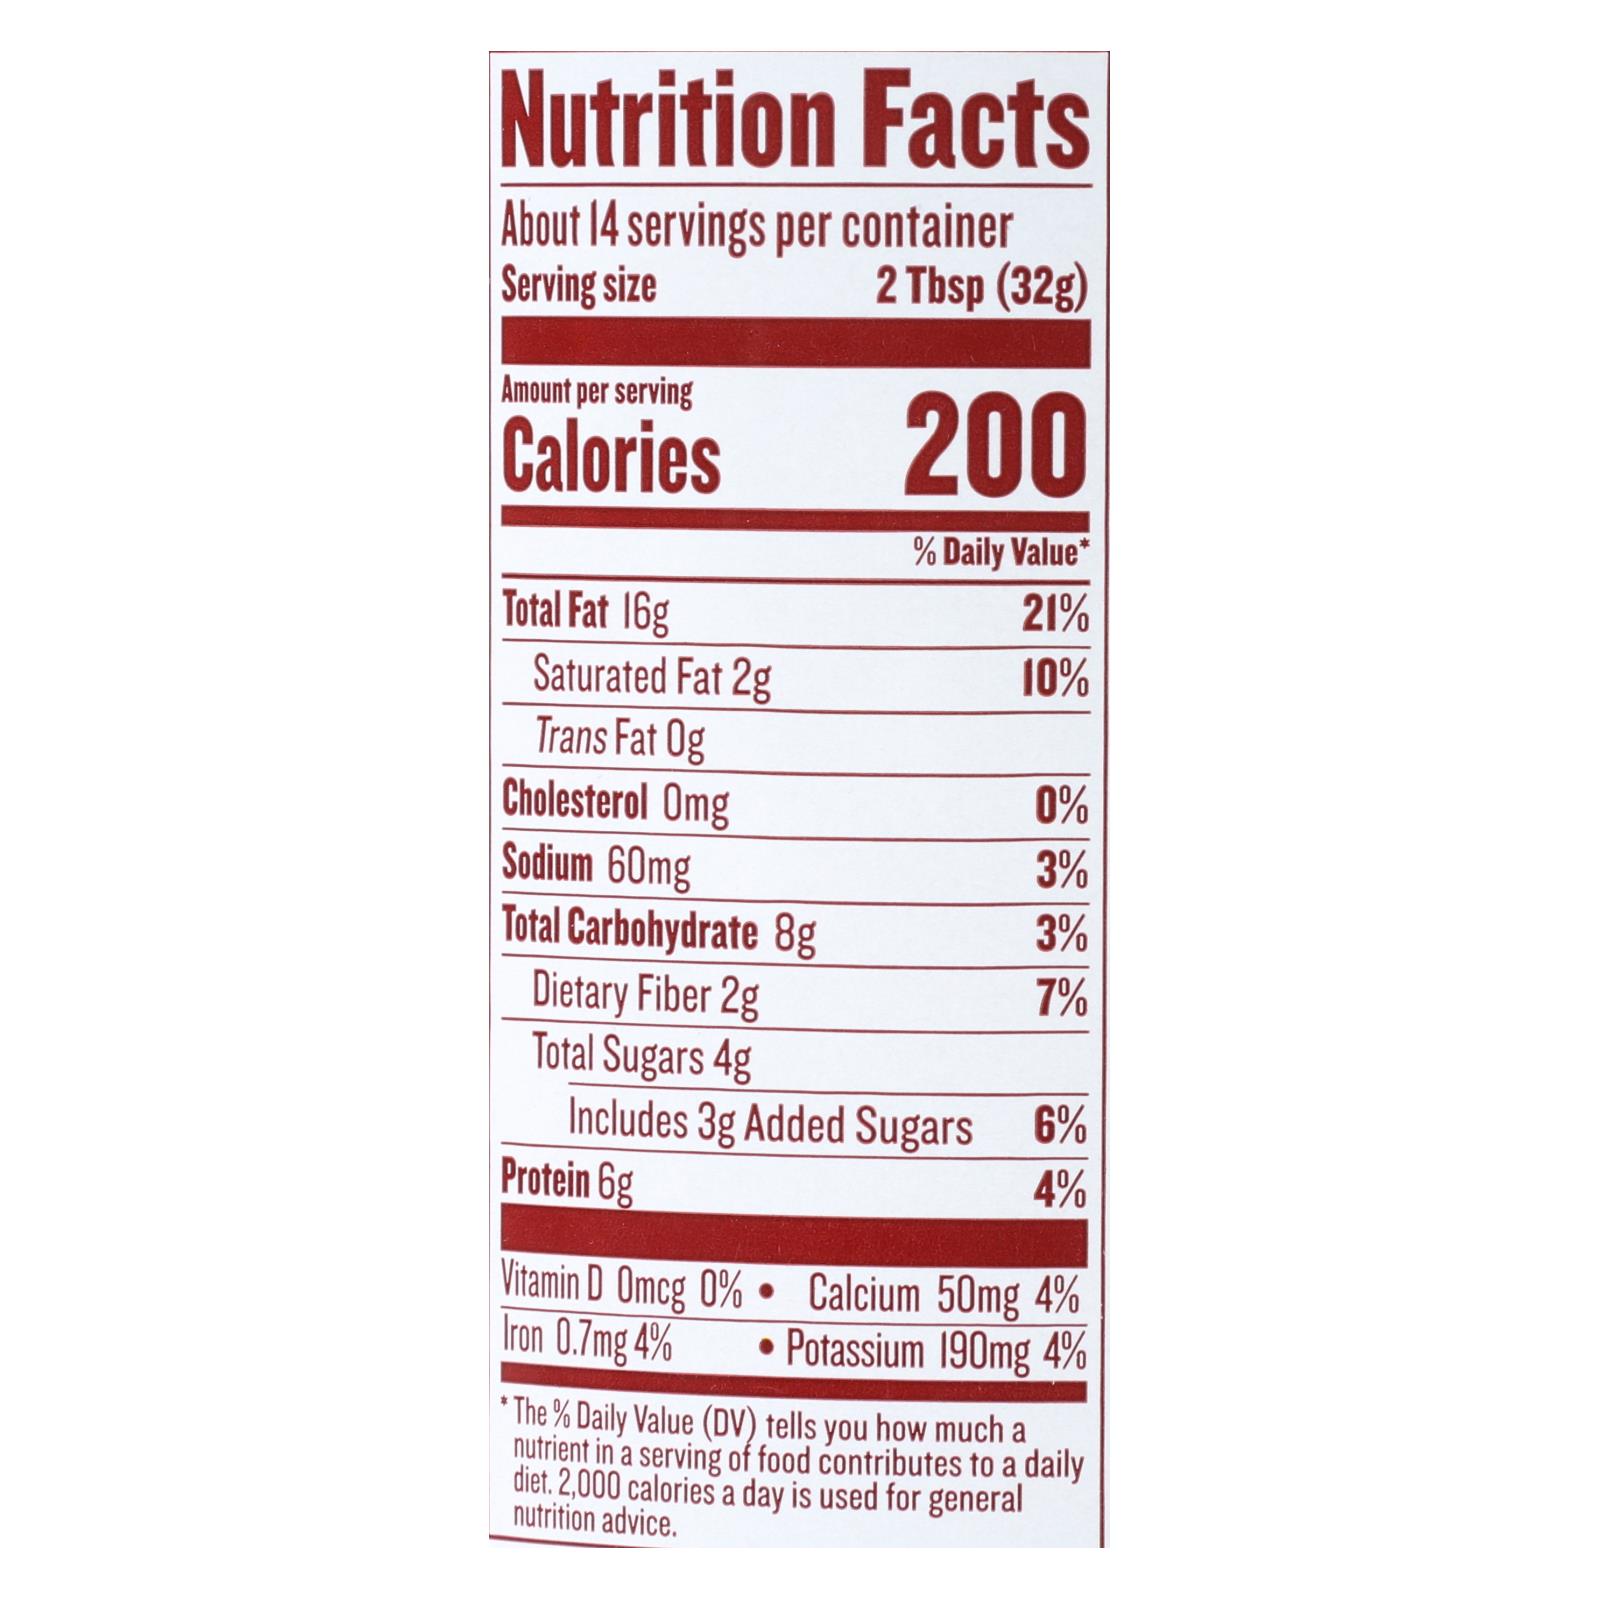 Nutrition Facts
About 14 servings per container
Serving size 2 Tbsp (32g)
Amount per serving
Calories 200
% Daily Value*
Total Fat 16g 21%
Saturated Fat 2g 10%
Trans Fat 0g
Cholesterol 0mg 0%
Sodium 60mg 3%
Total Carbohydrate 8g 3%
Dietary Fiber 2g 7%
Total Sugars 4g
Includes 3g Added Sugars 6%
Protein 6g 4%
Vitamin D 0mcg 0% • Calcium 50mg 4%
Iron 0.7mg 4% • Potassium 190mg 4%
* The % Daily Value (DV) tells you how much a
nutrient in a serving of food contributes to a daily
diet. 2,000 calories a day is used for general
nutrition advice.